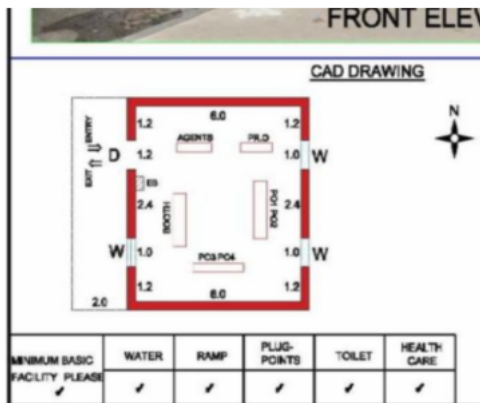 FRONT ELEV
CAD DRAWING
N
6.0
1.2 1.2
AGENTS PR.O
ENTRY
EXIT
D 1.2 1.0 W
EB
2.4 BOOTH PO1 PO2 2.4
W 1.0 1.0 W
PO3 PO4
1.2 1.2
6.0
2.0
MINIMUM BASIC FACILITY PLEASE ✓
WATER RAMP PLUG-POINTS TOILET HEALTH CARE
✓ ✓ ✓ ✓ ✓